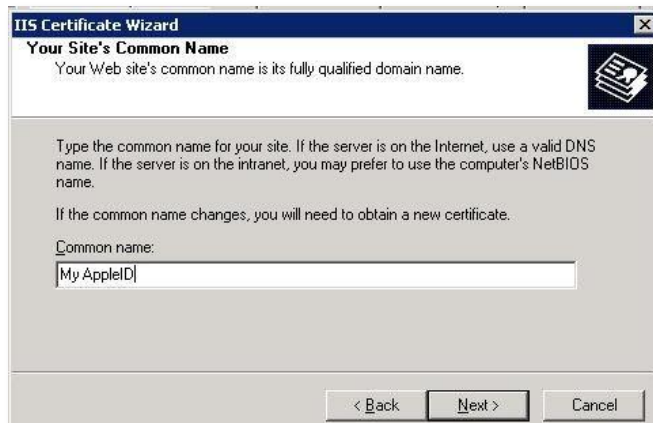 IIS Certificate Wizard
Your Site's Common Name
Your Web site's common name is its fully qualified domain name.
Type the common name for your site. If the server is on the Internet, use a valid DNS
name. If the server is on the intranet, you may prefer to use the computer's NetBIOS
name.
If the common name changes, you will need to obtain a new certificate.
Common name:
My AppleID
< Back Next > Cancel